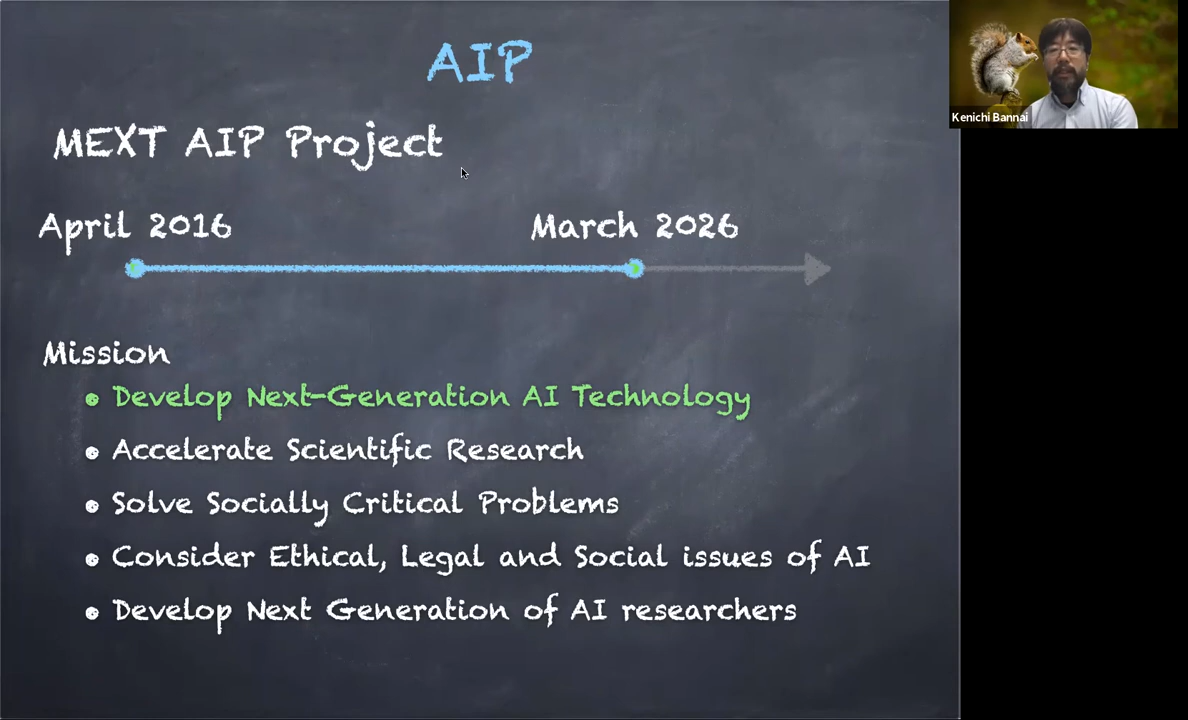 AIP
MEXT AIP Project
April 2016
March 2026
Mission
• Develop Next-Generation AI Technology
• Accelerate Scientific Research
• Solve Socially Critical Problems
• Consider Ethical, Legal and Social issues of AI
• Develop Next Generation of AI researchers
Kenichi Bannai